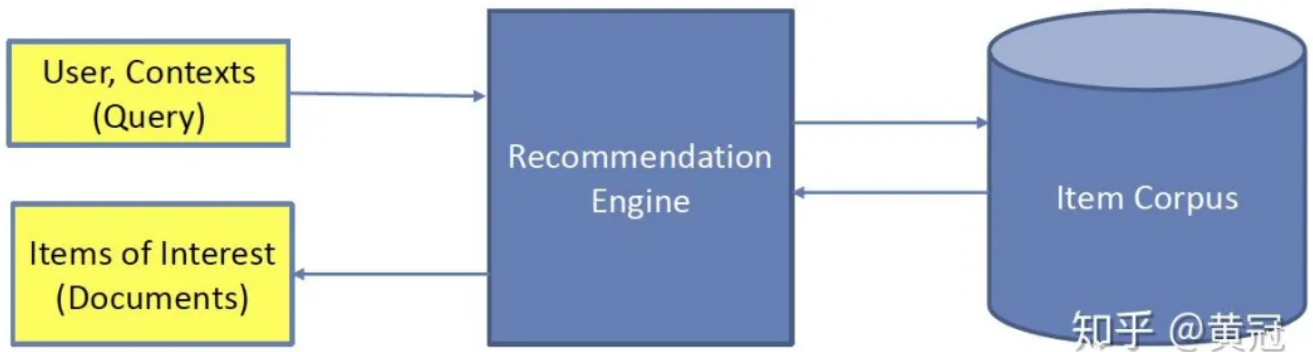 User, Contexts
(Query)
Items of Interest
(Documents)
Recommendation
Engine
Item Corpus
知乎 @黄冠